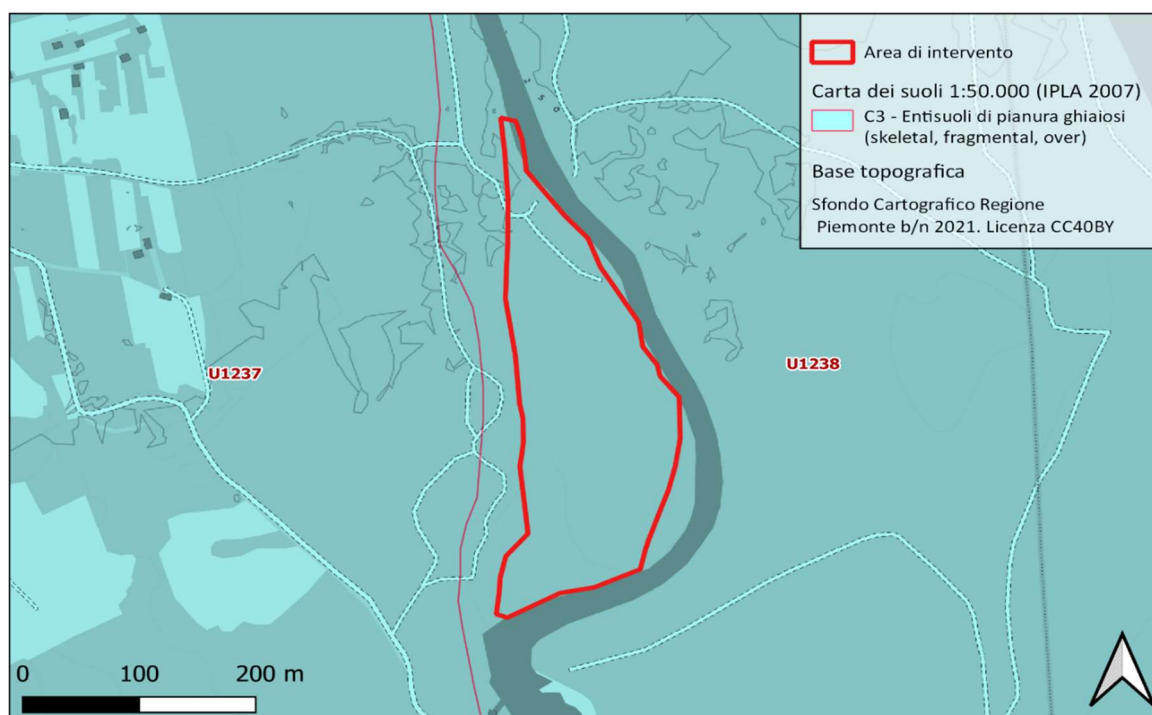 Area di intervento
Carta dei suoli 1:50.000 (IPLA 2007)
C3 - Entisuoli di pianura ghiaiosi
(skeletal, fragmental, over)
Base topografica
Sfondo Cartografico Regione
Piemonte b/n 2021. Licenza CC40BY
U1237
U1238
0 100 200 m